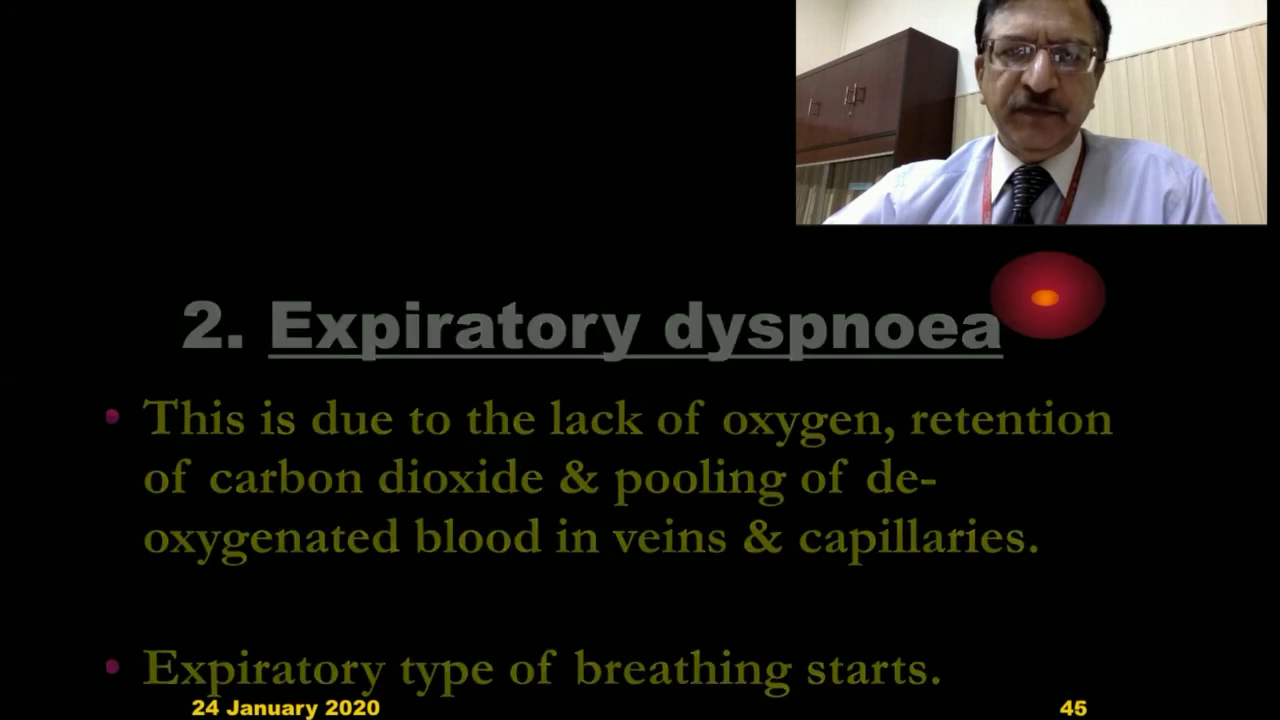 2. Expiratory dyspnoea
• This is due to the lack of oxygen, retention
of carbon dioxide & pooling of de-
oxygenated blood in veins & capillaries.
• Expiratory type of breathing starts.
24 January 2020
45